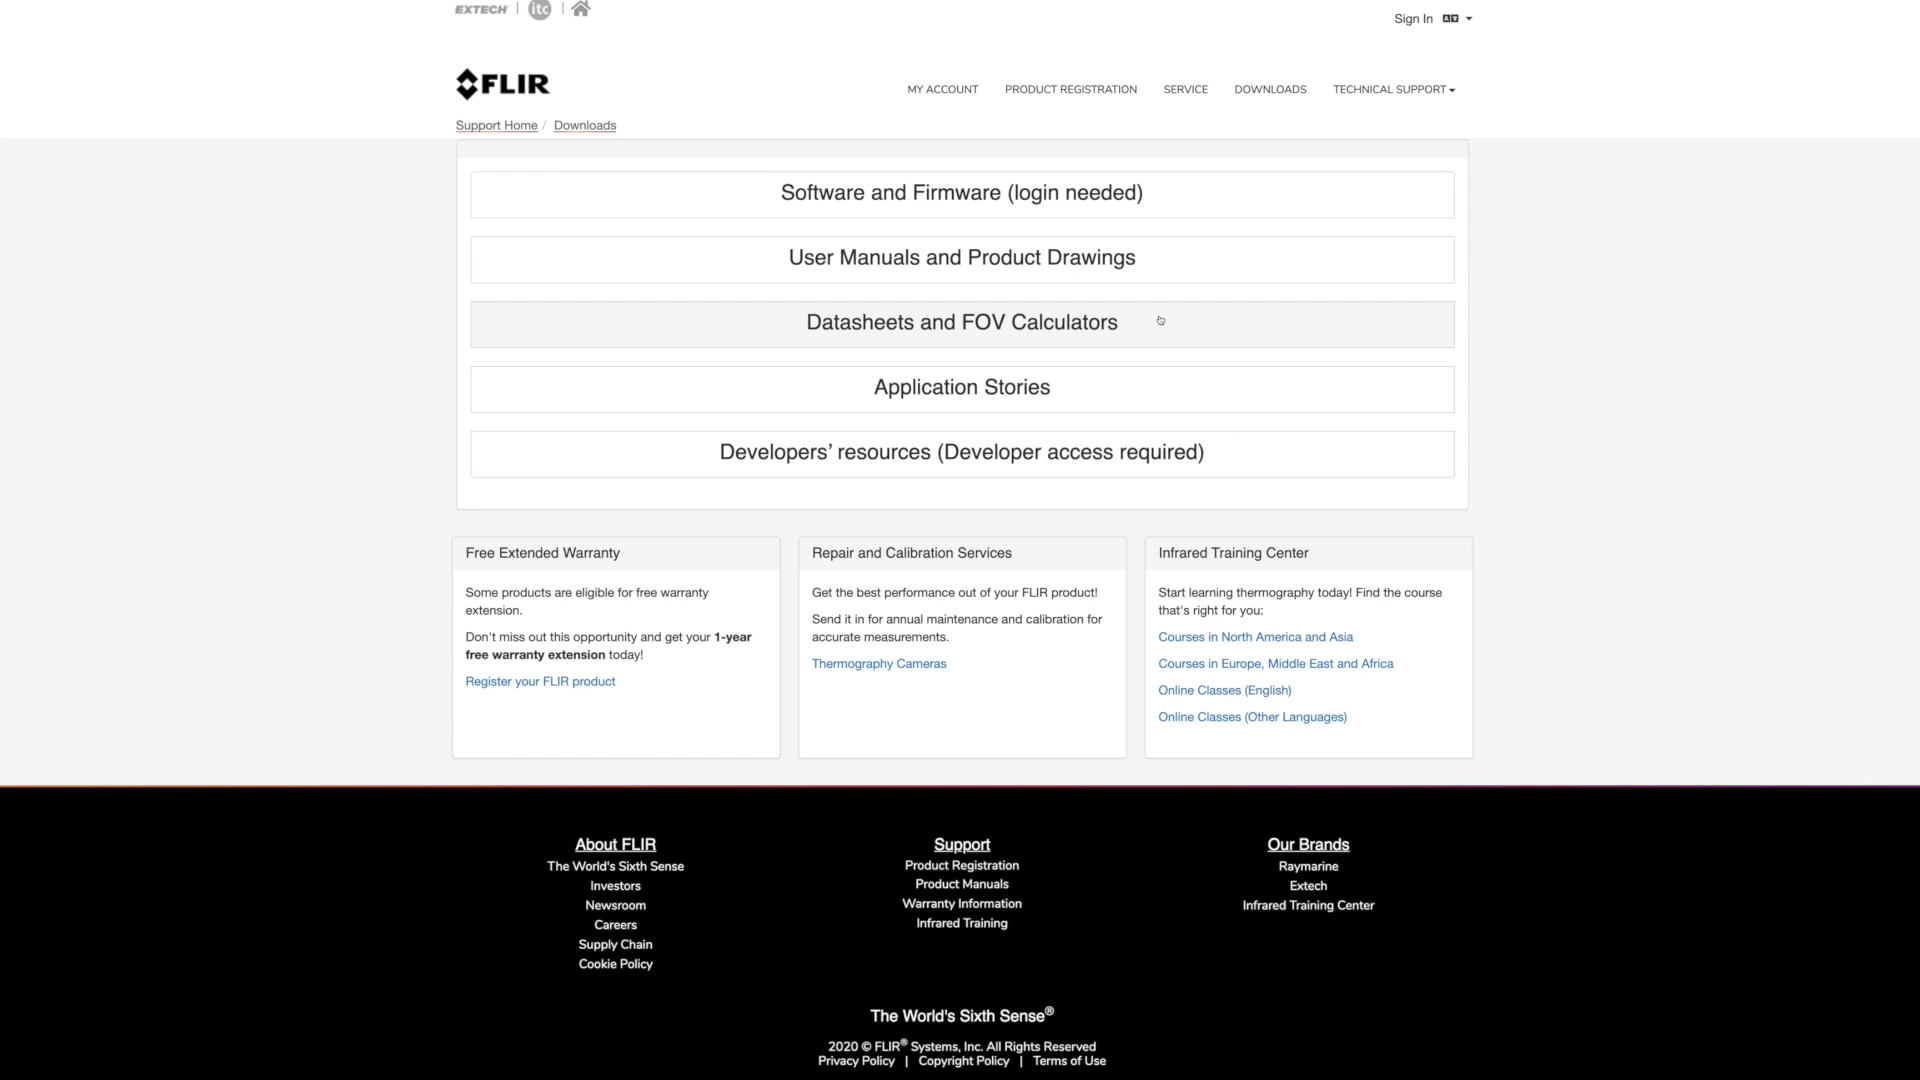 EXTECH | itc |
Sign In
FLIR
MY ACCOUNT PRODUCT REGISTRATION SERVICE DOWNLOADS TECHNICAL SUPPORT
Support Home / Downloads
Software and Firmware (login needed)
User Manuals and Product Drawings
Datasheets and FOV Calculators
Application Stories
Developers’ resources (Developer access required)
Free Extended Warranty
Some products are eligible for free warranty
extension.
Don't miss out this opportunity and get your 1-year
free warranty extension today!
Register your FLIR product
Repair and Calibration Services
Get the best performance out of your FLIR product!
Send it in for annual maintenance and calibration for
accurate measurements.
Thermography Cameras
Infrared Training Center
Start learning thermography today! Find the course
that's right for you:
Courses in North America and Asia
Courses in Europe, Middle East and Africa
Online Classes (English)
Online Classes (Other Languages)
About FLIR
The World's Sixth Sense
Investors
Newsroom
Careers
Supply Chain
Cookie Policy
Support
Product Registration
Product Manuals
Warranty Information
Infrared Training
Our Brands
Raymarine
Extech
Infrared Training Center
The World's Sixth Sense®
2020 © FLIR® Systems, Inc. All Rights Reserved
Privacy Policy | Copyright Policy | Terms of Use